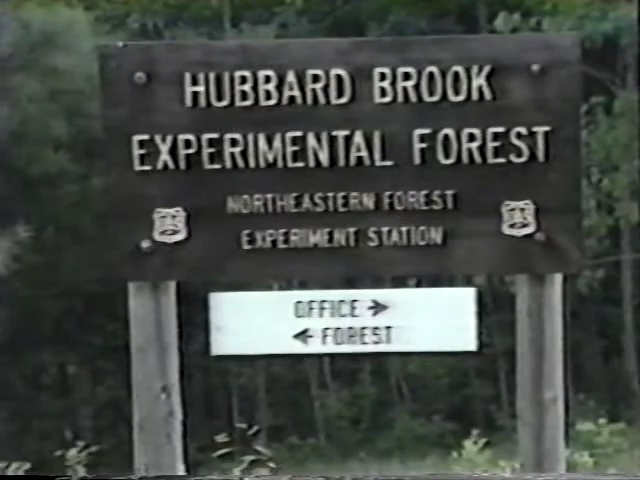 HUBBARD BROOK
EXPERIMENTAL FOREST
NORTHEASTERN FOREST
EXPERIMENT STATION
OFFICE →
← FOREST